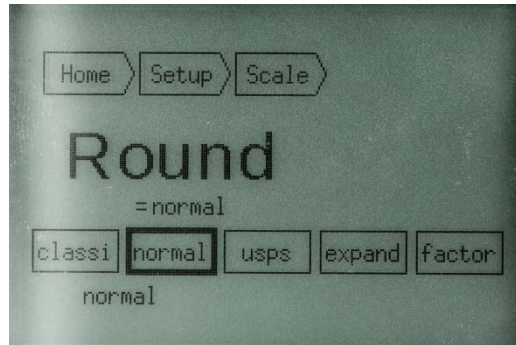 Home Setup Scale
Round
=normal
classi normal usps expand factor
normal